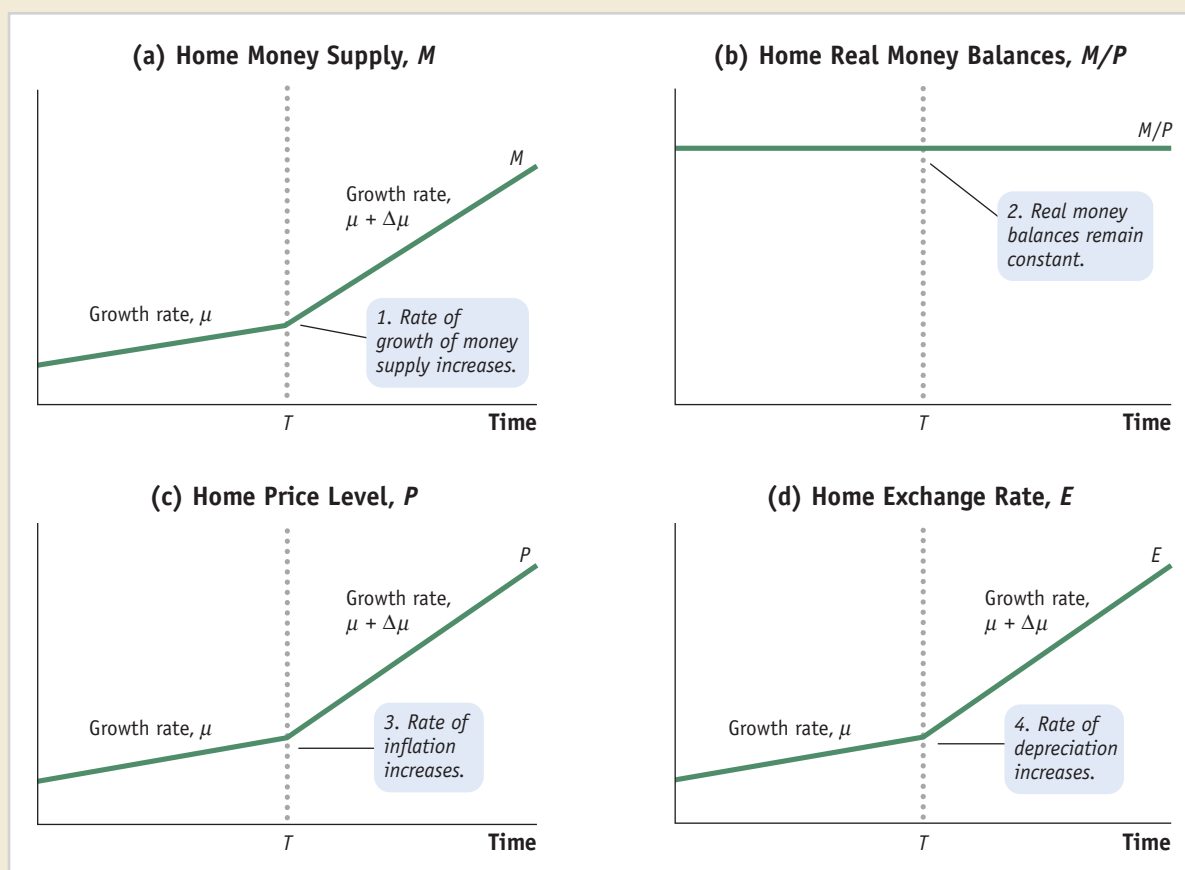 (a) Home Money Supply, M
M
Growth rate,
μ + Δμ
Growth rate, μ
1. Rate of
growth of money
supply increases.
T
Time
(b) Home Real Money Balances, M/P
M/P
2. Real money
balances remain
constant.
T
Time
(c) Home Price Level, P
P
Growth rate,
μ + Δμ
Growth rate, μ
3. Rate of
inflation
increases.
T
Time
(d) Home Exchange Rate, E
E
Growth rate,
μ + Δμ
Growth rate, μ
4. Rate of
depreciation
increases.
T
Time